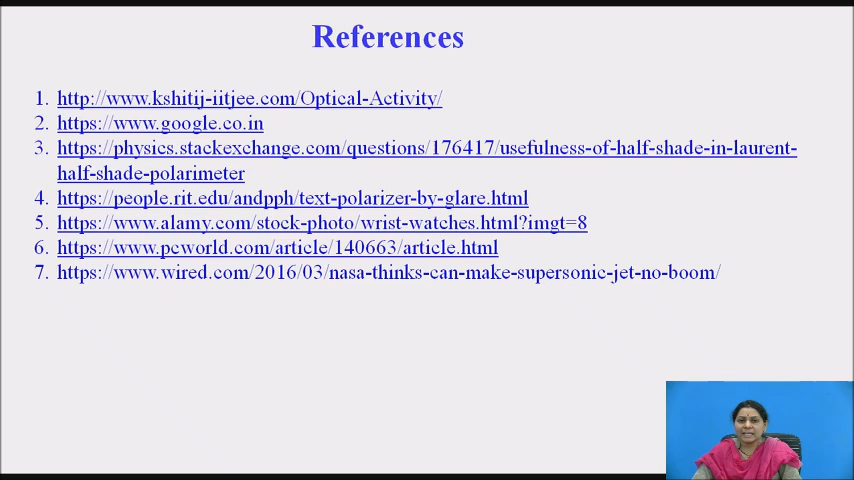 References
1. http://www.kshitij-iitjee.com/Optical-Activity/
2. https://www.google.co.in
3. https://physics.stackexchange.com/questions/176417/usefulness-of-half-shade-in-laurent-
half-shade-polarimeter
4. https://people.rit.edu/andpph/text-polarizer-by-glare.html
5. https://www.alamy.com/stock-photo/wrist-watches.html?imgt=8
6. https://www.pcworld.com/article/140663/article.html
7. https://www.wired.com/2016/03/nasa-thinks-can-make-supersonic-jet-no-boom/